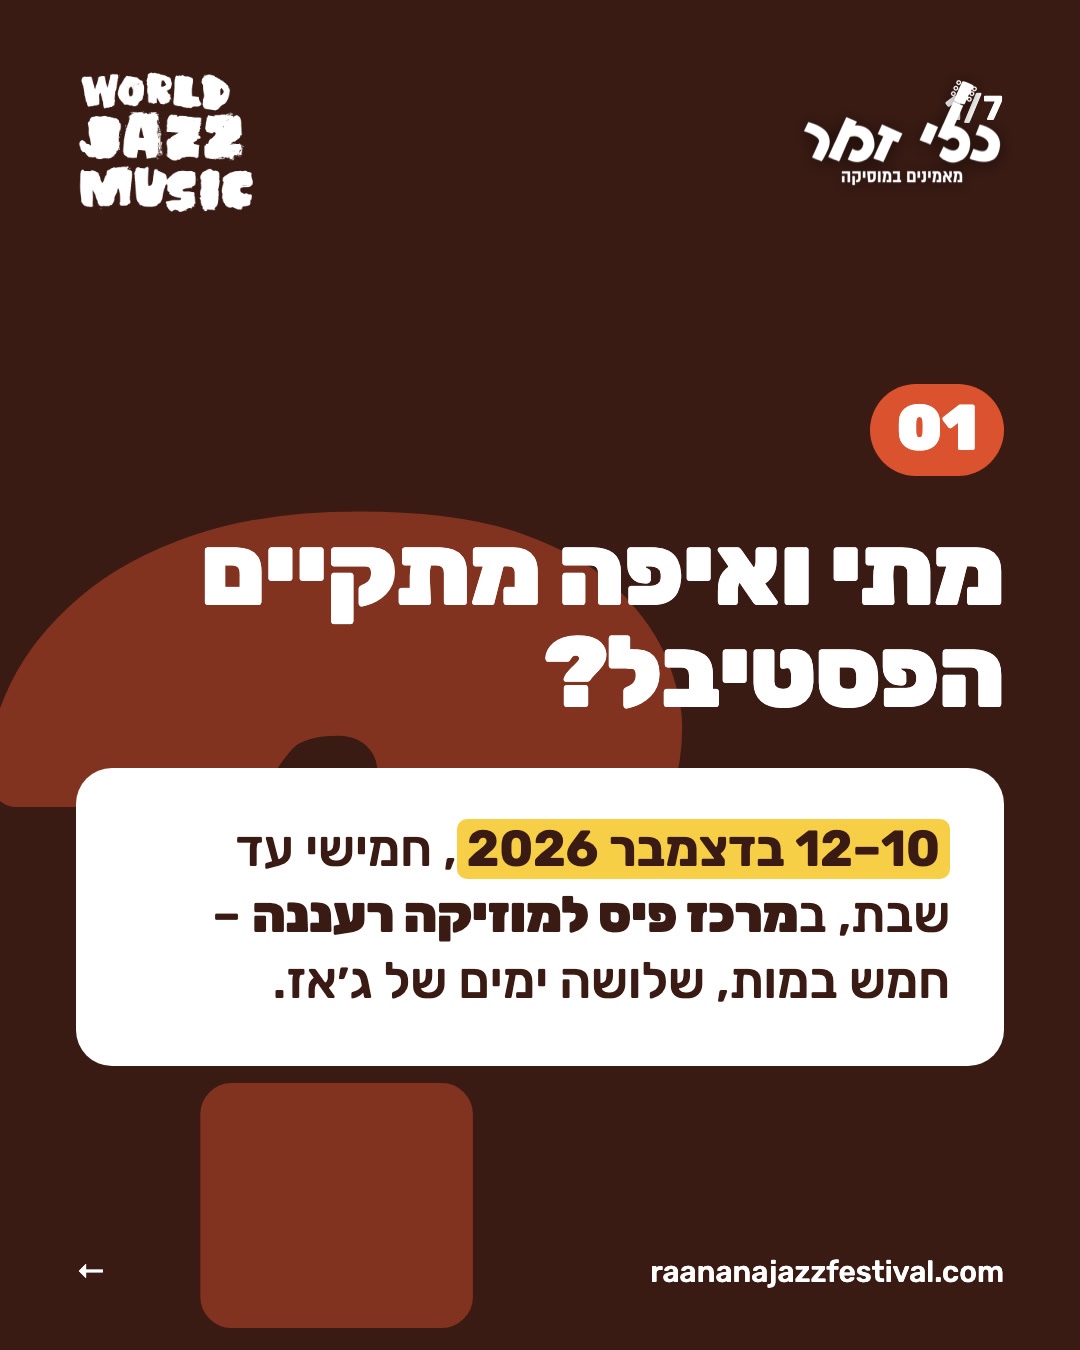 WORLD
JAZZ
MUSIC
כלי זמר
מאמינים במוסיקה
01
מתי ואיפה מתקיים
הפסטיבל?
10–12 בדצמבר 2026, חמישי עד
שבת, במרכז פיס למוזיקה רעננה –
חמש במות, שלושה ימים של ג׳אז.
← raananajazzfestival.com